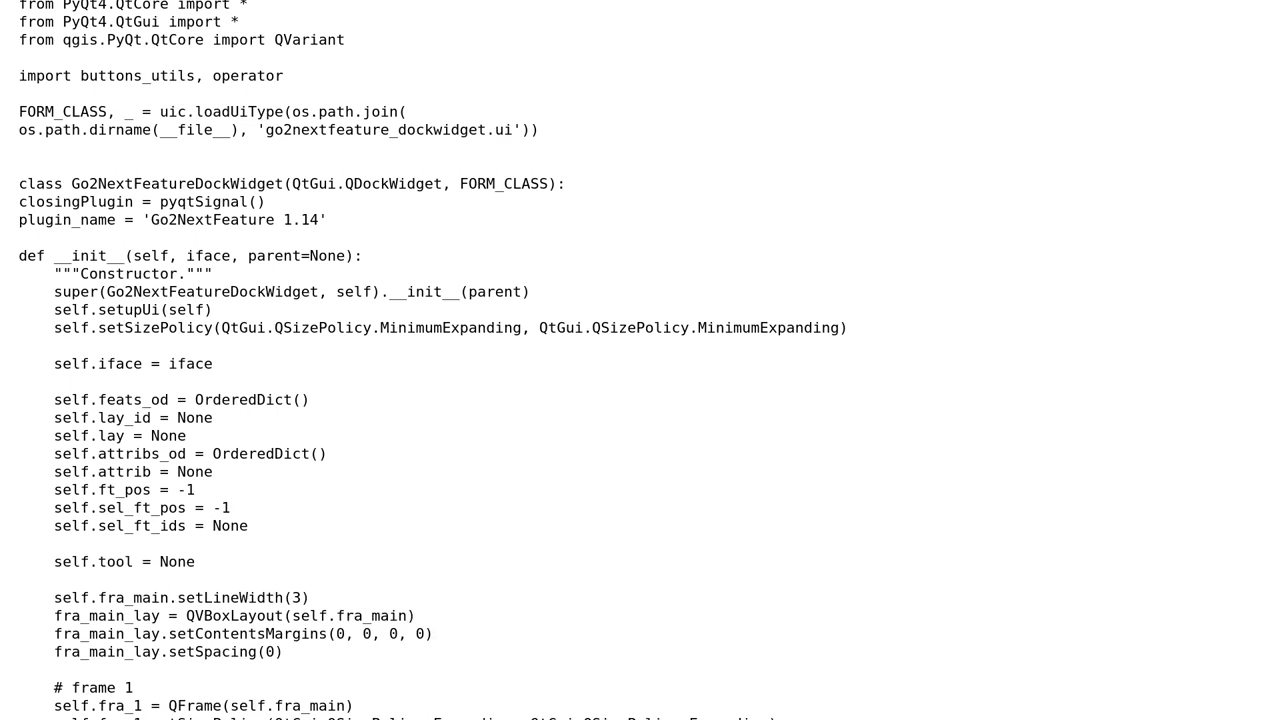 from PyQt4.QtCore import *
from PyQt4.QtGui import *
from qgis.PyQt.QtCore import QVariant

import buttons_utils, operator

FORM_CLASS, _ = uic.loadUiType(os.path.join(
os.path.dirname(__file__), 'go2nextfeature_dockwidget.ui'))


class Go2NextFeatureDockWidget(QtGui.QDockWidget, FORM_CLASS):
closingPlugin = pyqtSignal()
plugin_name = 'Go2NextFeature 1.14'

def __init__(self, iface, parent=None):
    """Constructor."""
    super(Go2NextFeatureDockWidget, self).__init__(parent)
    self.setupUi(self)
    self.setSizePolicy(QtGui.QSizePolicy.MinimumExpanding, QtGui.QSizePolicy.MinimumExpanding)

    self.iface = iface

    self.feats_od = OrderedDict()
    self.lay_id = None
    self.lay = None
    self.attribs_od = OrderedDict()
    self.attrib = None
    self.ft_pos = -1
    self.sel_ft_pos = -1
    self.sel_ft_ids = None

    self.tool = None

    self.fra_main.setLineWidth(3)
    fra_main_lay = QVBoxLayout(self.fra_main)
    fra_main_lay.setContentsMargins(0, 0, 0, 0)
    fra_main_lay.setSpacing(0)

    # frame 1
    self.fra_1 = QFrame(self.fra_main)